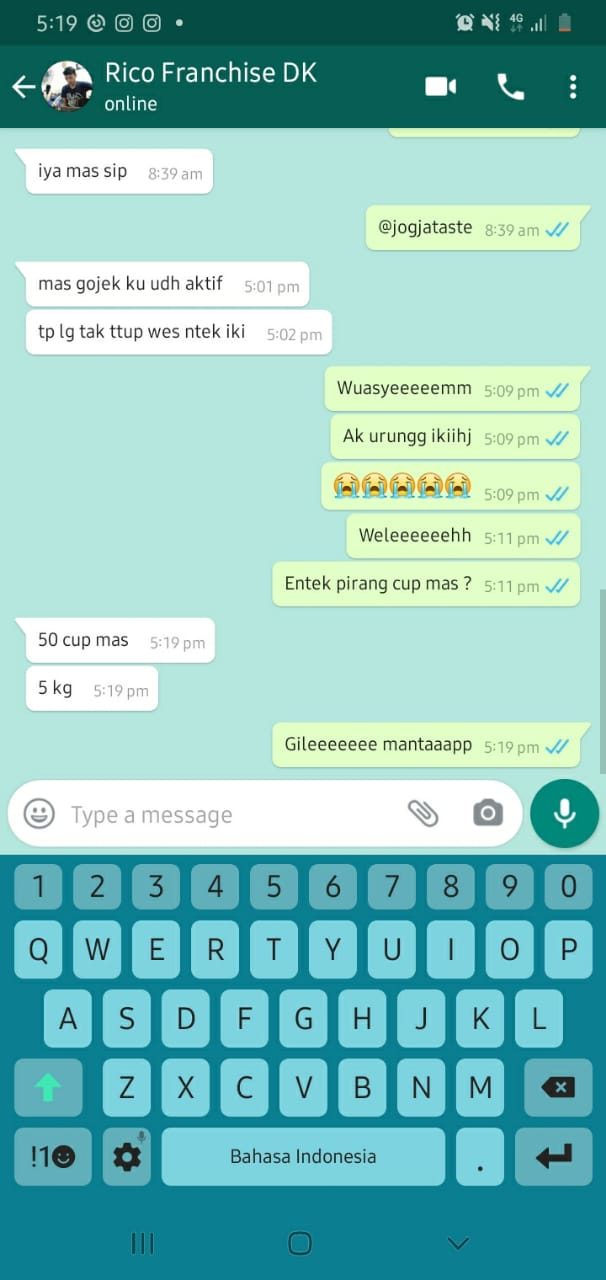 5:19
4G
Rico Franchise DK
online
iya mas sip 8:39 am
@jogjataste 8:39 am
mas gojek ku udh aktif 5:01 pm
tp lg tak ttup wes ntek iki 5:02 pm
Wuasyeeeeemm 5:09 pm
Ak urungg ikiihj 5:09 pm
😭😭😭😭😭 5:09 pm
Weleeeeeehh 5:11 pm
Entek pirang cup mas ? 5:11 pm
50 cup mas 5:19 pm
5 kg 5:19 pm
Gileeeeeee mantaaapp 5:19 pm
Type a message
1 2 3 4 5 6 7 8 9 0
Q W E R T Y U I O P
A S D F G H J K L
Z X C V B N M
!1☻ Bahasa Indonesia .